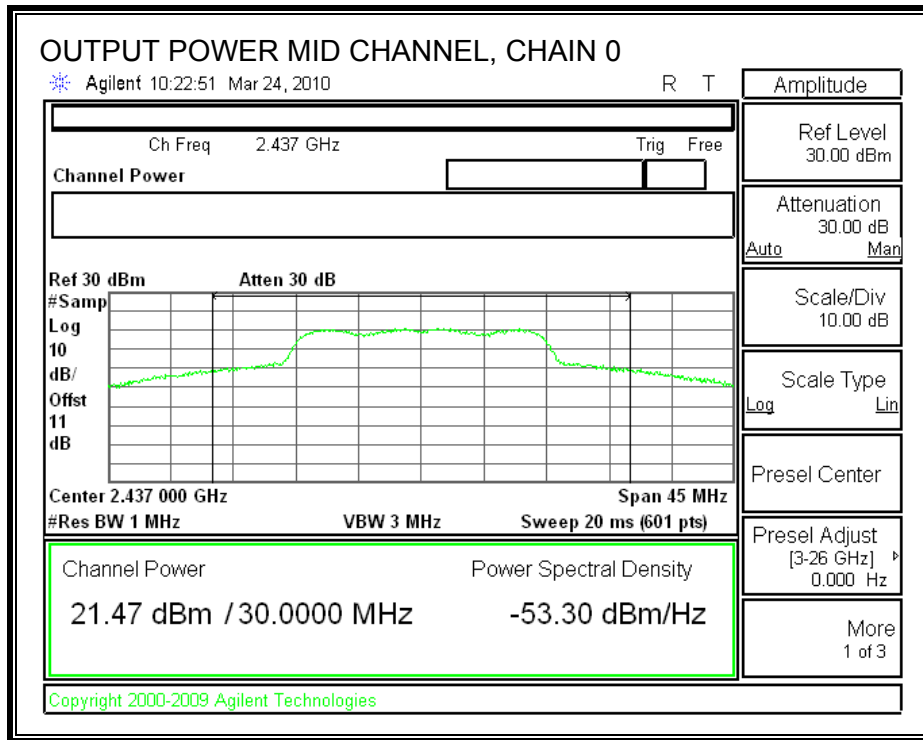 OUTPUT POWER MID CHANNEL, CHAIN 0
Agilent 10:22:51 Mar 24, 2010 R T
Ch Freq 2.437 GHz Trig Free
Channel Power
Ref 30 dBm Atten 30 dB
#Samp
Log
10
dB/
Offst
11
dB
Center 2.437 000 GHz Span 45 MHz
#Res BW 1 MHz VBW 3 MHz Sweep 20 ms (601 pts)
Channel Power Power Spectral Density
21.47 dBm / 30.0000 MHz -53.30 dBm/Hz
Copyright 2000-2009 Agilent Technologies
Amplitude
Ref Level
30.00 dBm
Attenuation
30.00 dB
Auto Man
Scale/Div
10.00 dB
Scale Type
Log Lin
Presel Center
Presel Adjust
[3-26 GHz]
0.000 Hz
More
1 of 3